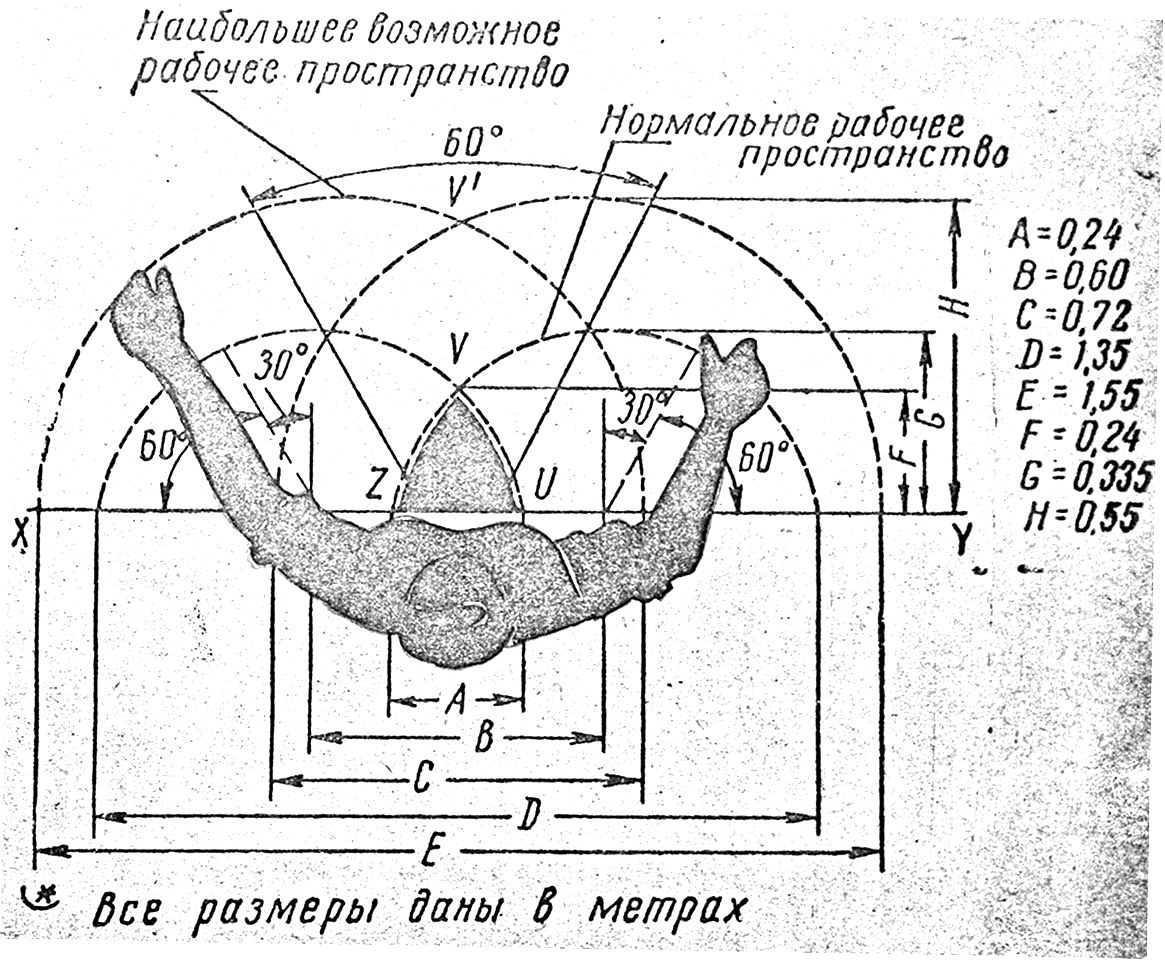 Наибольшее возможное
рабочее пространство
Нормальное рабочее
пространство
60°
V'
A=0,24
B=0,60
C=0,72
D=1,35
E=1,55
F=0,24
G=0,335
H=0,55
H
V
30°
30°
G
F
60°
60°
Z
U
X
Y
A
B
C
D
E
* Все размеры даны в метрах